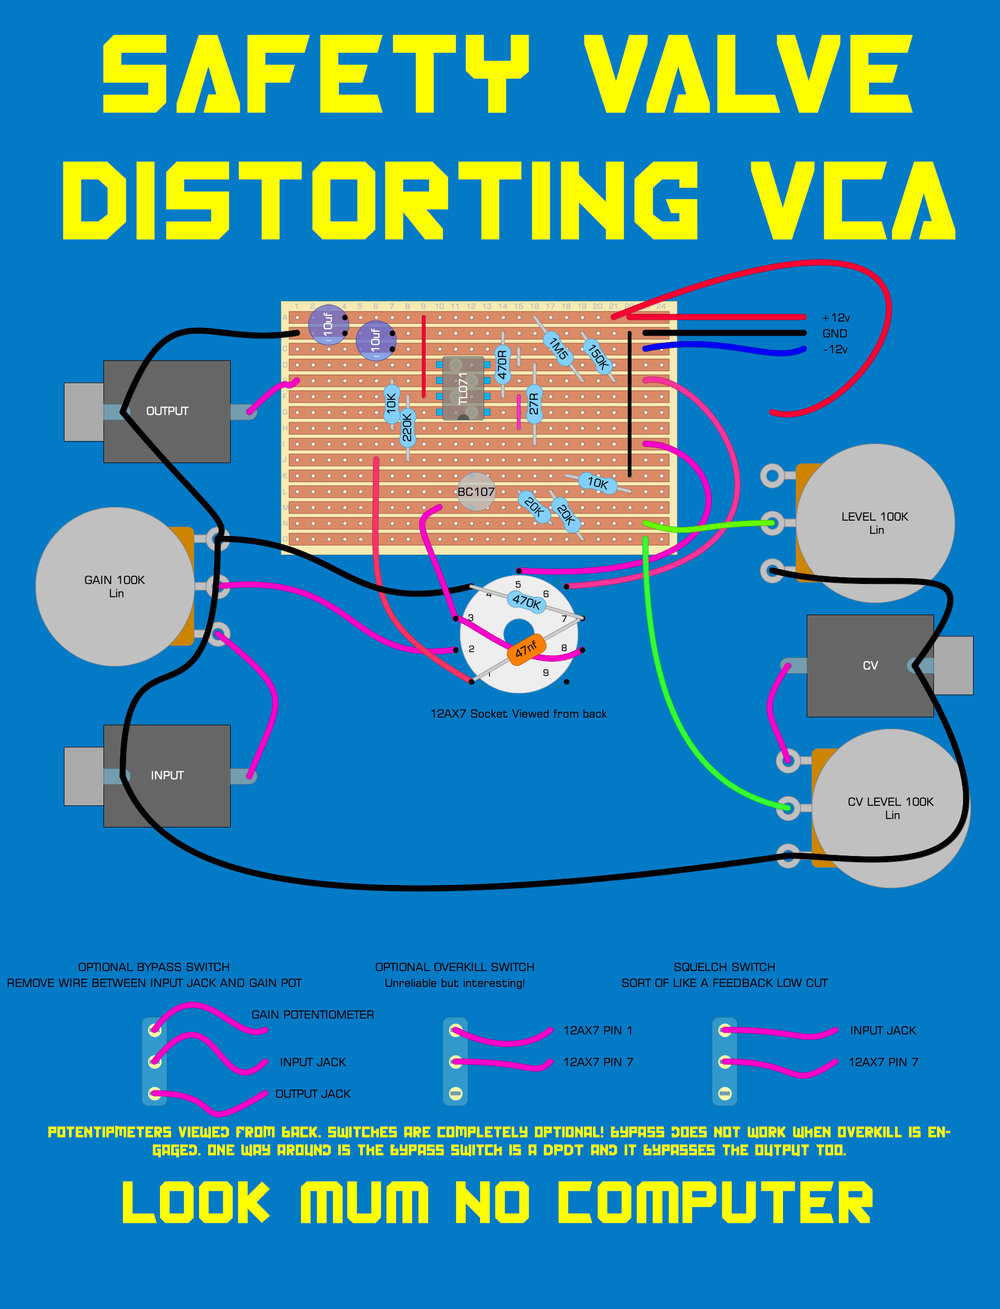 SAFETY VALVE
DISTORTING VCA
+12v
GND
-12v
10uf
10uf
TL071
470R
1M5
150K
10K
220K
27R
OUTPUT
BC107
10K
20K
20K
LEVEL 100K
Lin
GAIN 100K
Lin
5
4
6
470K
3
7
2
8
47nf
1
9
CV
12AX7 Socket Viewed from back
INPUT
CV LEVEL 100K
Lin
OPTIONAL BYPASS SWITCH
REMOVE WIRE BETWEEN INPUT JACK AND GAIN POT
GAIN POTENTIOMETER
INPUT JACK
OUTPUT JACK
OPTIONAL OVERKILL SWITCH
Unreliable but interesting!
12AX7 PIN 1
12AX7 PIN 7
SQUELCH SWITCH
SORT OF LIKE A FEEDBACK LOW CUT
INPUT JACK
12AX7 PIN 7
POTENTIPMETERS VIEWED FROM BACK. SWITCHES ARE COMPLETELY OPTIONAL! BYPASS DOES NOT WORK WHEN OVERKILL IS EN-
GAGED. ONE WAY AROUND IS THE BYPASS SWITCH IS A DPDT AND IT BYPASSES THE OUTPUT TOO.
LOOK MUM NO COMPUTER